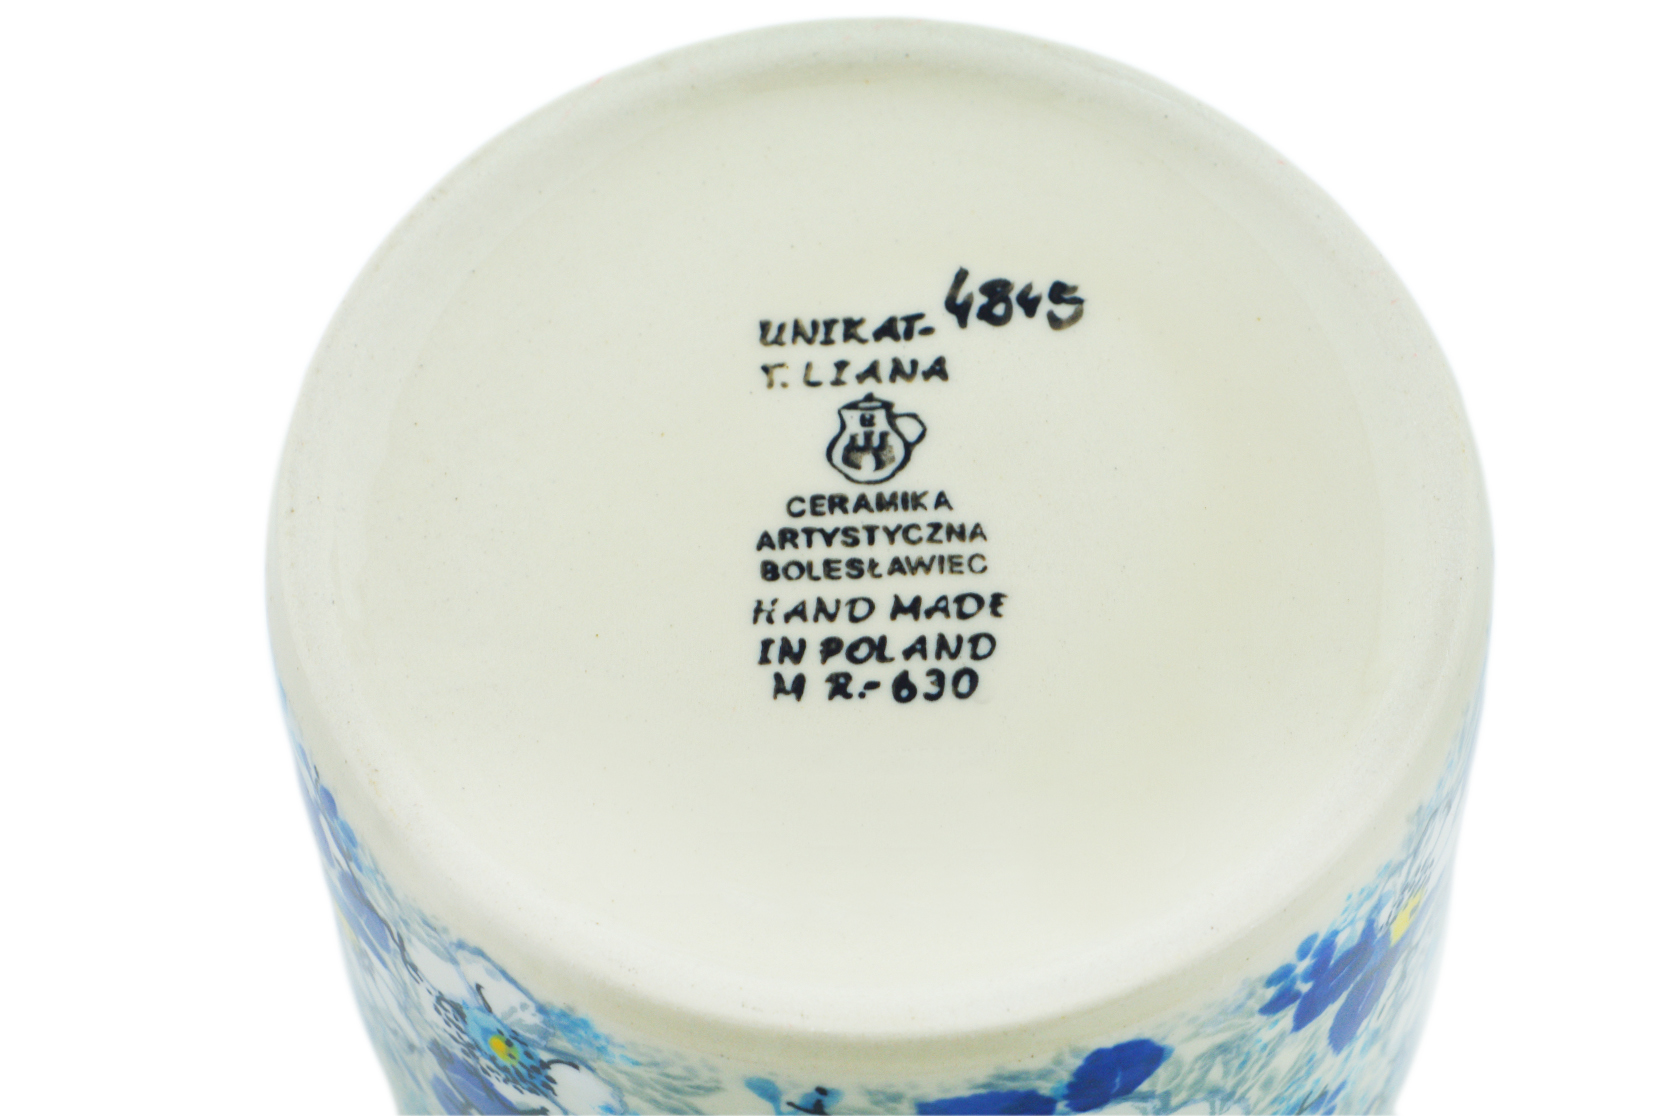 UNIKAT-4845
T. LIANA
CERAMIKA
ARTYSTYCZNA
BOLESŁAWIEC
HAND MADE
IN POLAND
M R.-630